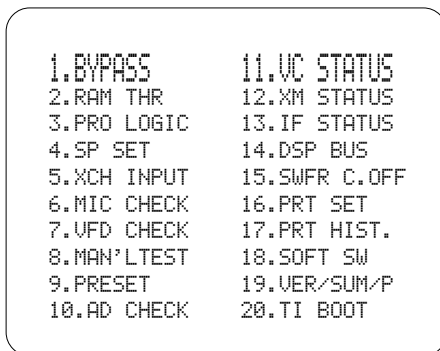 1.BYPASS
2.RAM THR
3.PRO LOGIC
4.SP SET
5.XCH INPUT
6.MIC CHECK
7.VFD CHECK
8.MAN'LTEST
9.PRESET
10.AD CHECK
11.VC STATUS
12.XM STATUS
13.IF STATUS
14.DSP BUS
15.SWFR C.OFF
16.PRT SET
17.PRT HIST.
18.SOFT SW
19.VER/SUM/P
20.TI BOOT